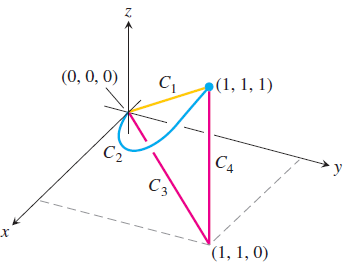 z
(0, 0, 0)
C₁
(1, 1, 1)
C₂
C₃
C₄
y
x
(1, 1, 0)